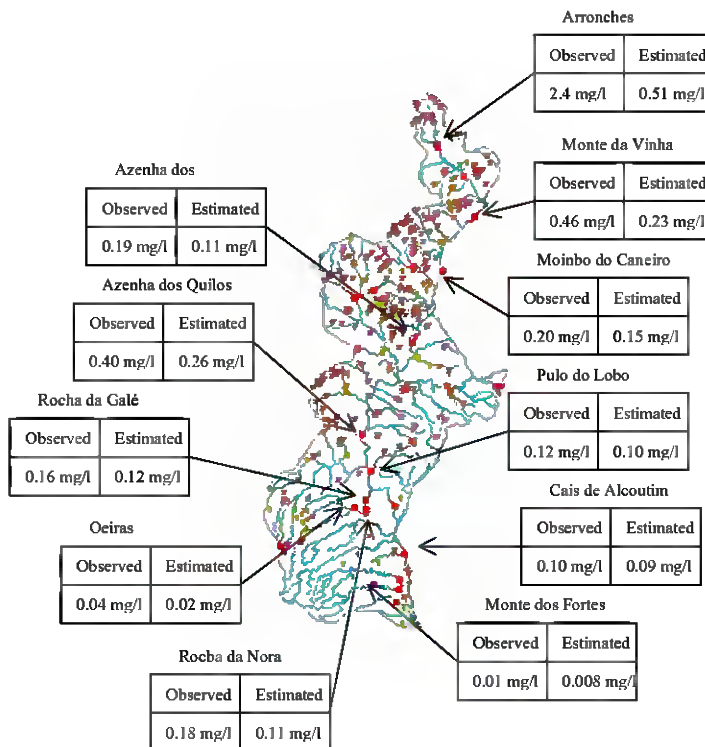 Arronches
Observed Estimated
2.4 mg/l 0.51 mg/l
Monte da Vinha
Observed Estimated
0.46 mg/l 0.23 mg/l
Azenha dos
Observed Estimated
0.19 mg/l 0.11 mg/l
Moinbo do Caneiro
Observed Estimated
0.20 mg/l 0.15 mg/l
Azenha dos Quilos
Observed Estimated
0.40 mg/l 0.26 mg/l
Pulo do Lobo
Observed Estimated
0.12 mg/l 0.10 mg/l
Rocha da Galé
Observed Estimated
0.16 mg/l 0.12 mg/l
Cais de Alcoutim
Observed Estimated
0.10 mg/l 0.09 mg/l
Oeiras
Observed Estimated
0.04 mg/l 0.02 mg/l
Monte dos Fortes
Observed Estimated
0.01 mg/l 0.008 mg/l
Rocba da Nora
Observed Estimated
0.18 mg/l 0.11 mg/l